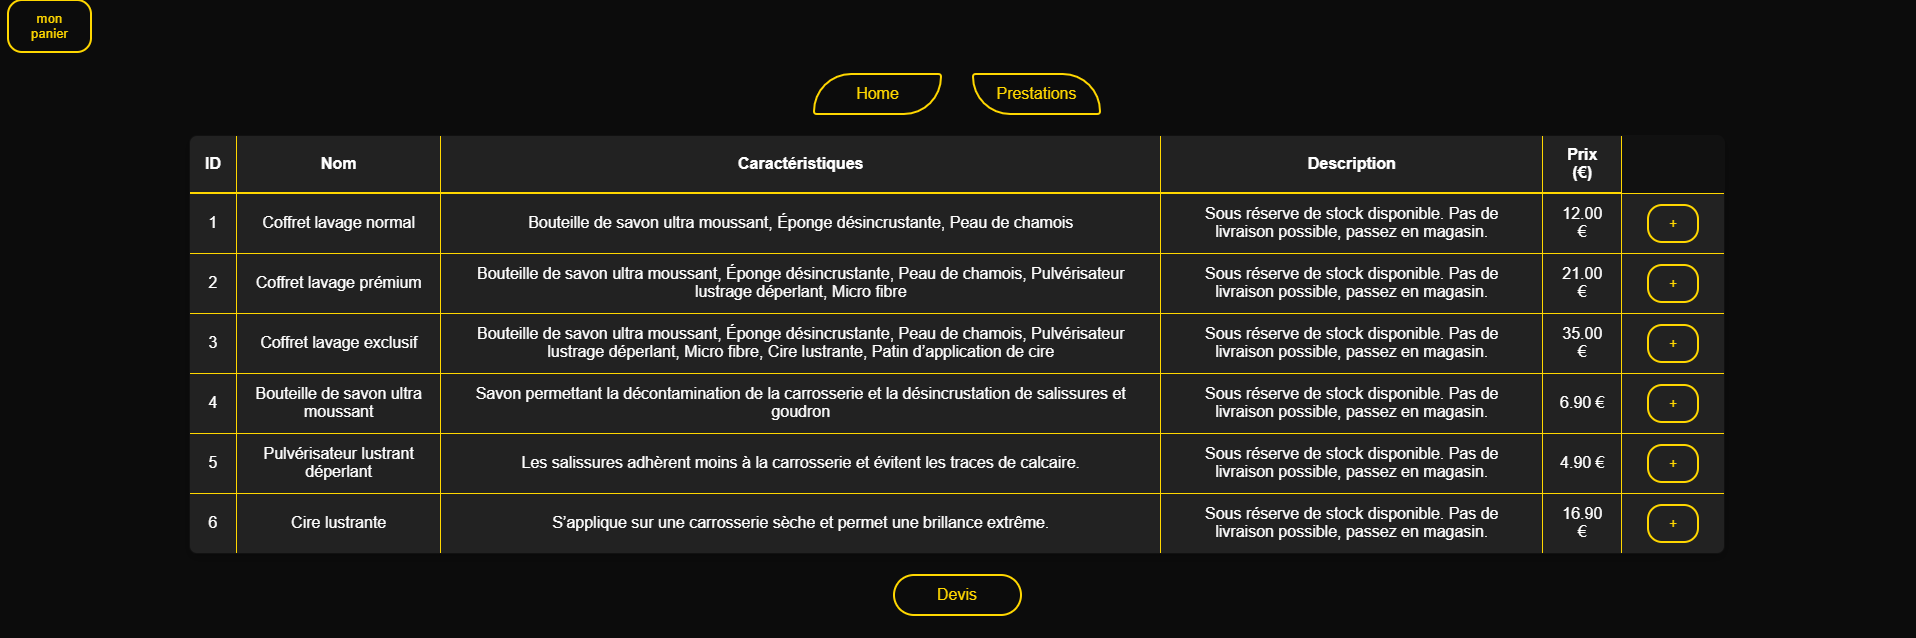 mon
panier
Home
Prestations
ID
Nom
Caractéristiques
Description
Prix
(€)
1
Coffret lavage normal
Bouteille de savon ultra moussant, Éponge désincrustante, Peau de chamois
Sous réserve de stock disponible. Pas de
livraison possible, passez en magasin.
12.00
€
+
2
Coffret lavage prémium
Bouteille de savon ultra moussant, Éponge désincrustante, Peau de chamois, Pulvérisateur
lustrage déperlant, Micro fibre
Sous réserve de stock disponible. Pas de
livraison possible, passez en magasin.
21.00
€
+
3
Coffret lavage exclusif
Bouteille de savon ultra moussant, Éponge désincrustante, Peau de chamois, Pulvérisateur
lustrage déperlant, Micro fibre, Cire lustrante, Patin d’application de cire
Sous réserve de stock disponible. Pas de
livraison possible, passez en magasin.
35.00
€
+
4
Bouteille de savon ultra
moussant
Savon permettant la décontamination de la carrosserie et la désincrustation de salissures et
goudron
Sous réserve de stock disponible. Pas de
livraison possible, passez en magasin.
6.90 €
+
5
Pulvérisateur lustrant
déperlant
Les salissures adhèrent moins à la carrosserie et évitent les traces de calcaire.
Sous réserve de stock disponible. Pas de
livraison possible, passez en magasin.
4.90 €
+
6
Cire lustrante
S’applique sur une carrosserie sèche et permet une brillance extrême.
Sous réserve de stock disponible. Pas de
livraison possible, passez en magasin.
16.90
€
+
Devis